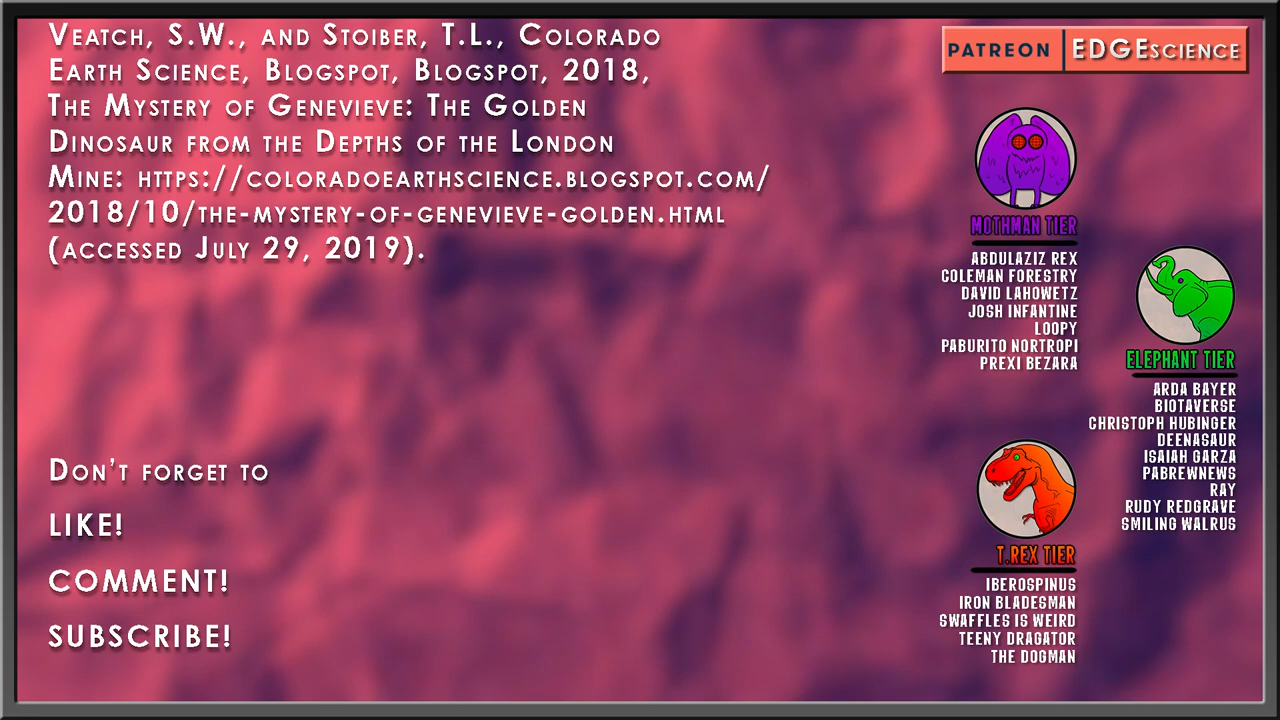 Veatch, S.W., and Stoiber, T.L., Colorado
Earth Science, Blogspot, Blogspot, 2018,
The Mystery of Genevieve: The Golden
Dinosaur from the Depths of the London
Mine: https://coloradoearthscience.blogspot.com/
2018/10/the-mystery-of-genevieve-golden.html
(accessed July 29, 2019).
Don't forget to
LIKE!
COMMENT!
SUBSCRIBE!
PATREON EDGEscience
MOTHMAN TIER
ABDULAZIZ REX
COLEMAN FORESTRY
DAVID LAHOWETZ
JOSH INFANTINE
LOOPY
PABURITO NORTROPI
PREXI BEZARA
ELEPHANT TIER
ARDA BAYER
BIOTAVERSE
CHRISTOPH HUBINGER
DEENASAUR
ISAIAH GARZA
PABREWNEWS
RAY
RUDY REDGRAVE
SMILING WALRUS
T.REX TIER
IBEROSPINUS
IRON BLADESMAN
SWAFFLES IS WEIRD
TEENY DRAGATOR
THE DOGMAN